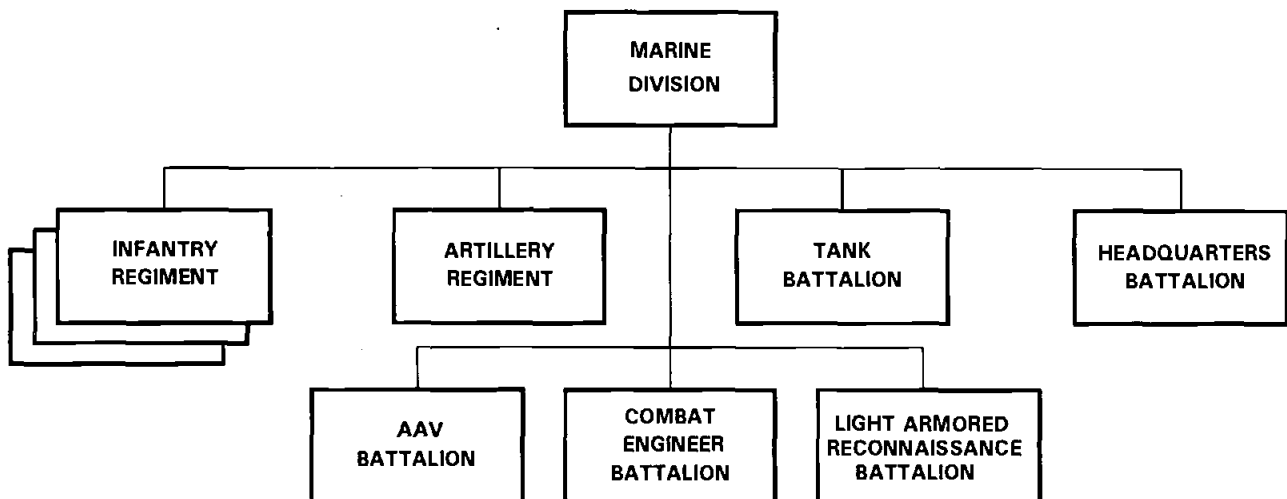 MARINE
DIVISION
INFANTRY
REGIMENT
ARTILLERY
REGIMENT
TANK
BATTALION
HEADQUARTERS
BATTALION
AAV
BATTALION
COMBAT
ENGINEER
BATTALION
LIGHT ARMORED
RECONNAISSANCE
BATTALION